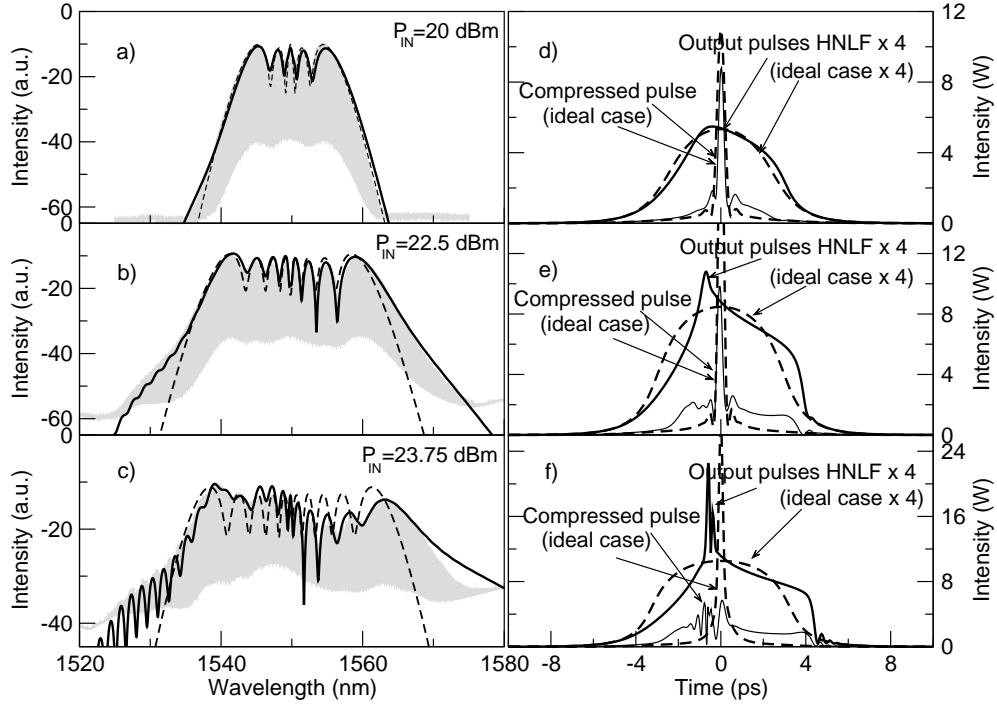 a)
P_IN=20 dBm
0
-20
-40
-60
Intensity (a.u.)
b)
P_IN=22.5 dBm
0
-20
-40
-60
Intensity (a.u.)
c)
P_IN=23.75 dBm
0
-20
-40
Intensity (a.u.)
1520
1540
1560
1580
Wavelength (nm)
d)
Output pulses HNLF x 4
(ideal case x 4)
Compressed pulse
(ideal case)
12
8
4
0
Intensity (W)
e)
Output pulses HNLF x 4
(ideal case x 4)
Compressed pulse
(ideal case)
12
8
4
0
Intensity (W)
f)
Output pulses HNLF x 4
(ideal case x 4)
Compressed pulse
(ideal case)
24
16
8
0
Intensity (W)
-8
-4
0
4
8
10
Time (ps)